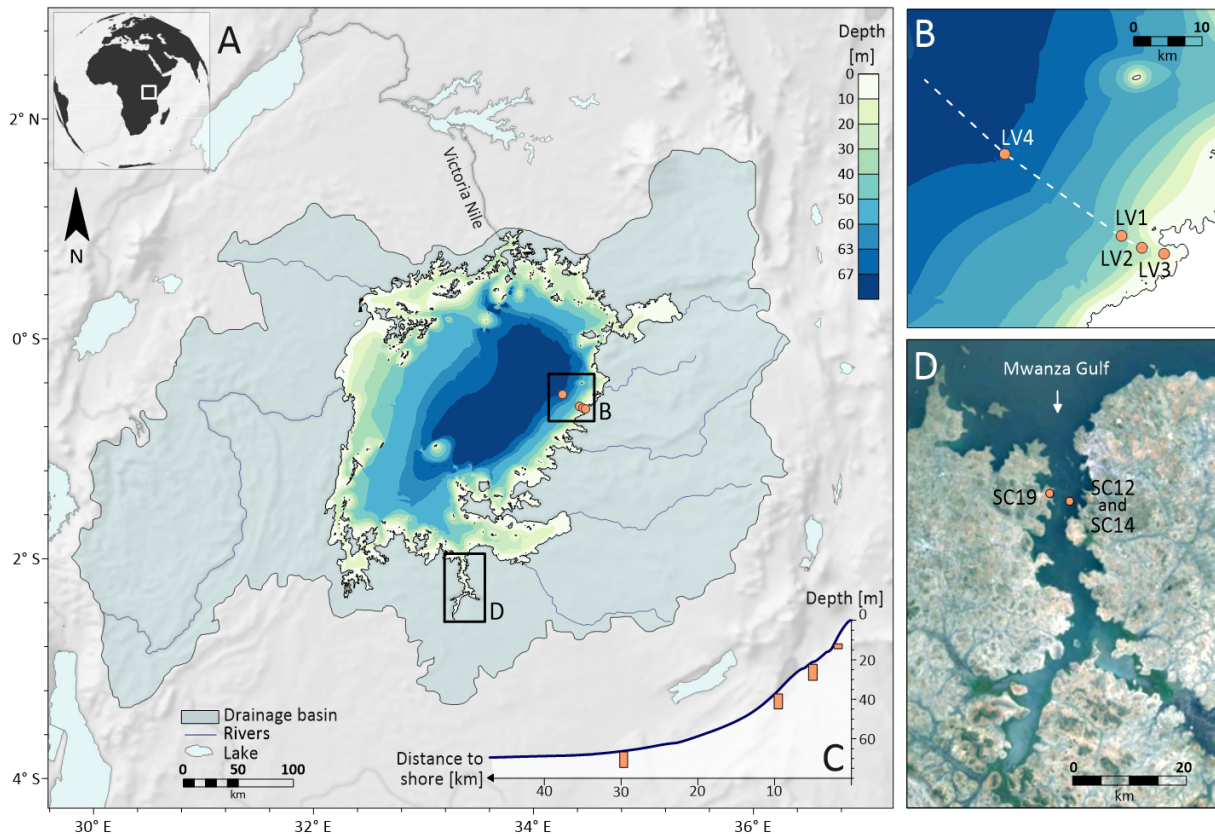 A
N
2° N
0° S
2° S
4° S
30° E
32° E
34° E
36° E
Victoria Nile
Depth
[m]
0
10
20
30
40
50
60
63
67
B
D
Drainage basin
Rivers
Lake
0 50 100
km
Depth [m]
0
20
40
60
C
Distance to
shore [km]
40 30 20 10
B
0 10
km
LV4
LV1
LV2
LV3
D
Mwanza Gulf
SC19
SC12
and
SC14
0 20
km